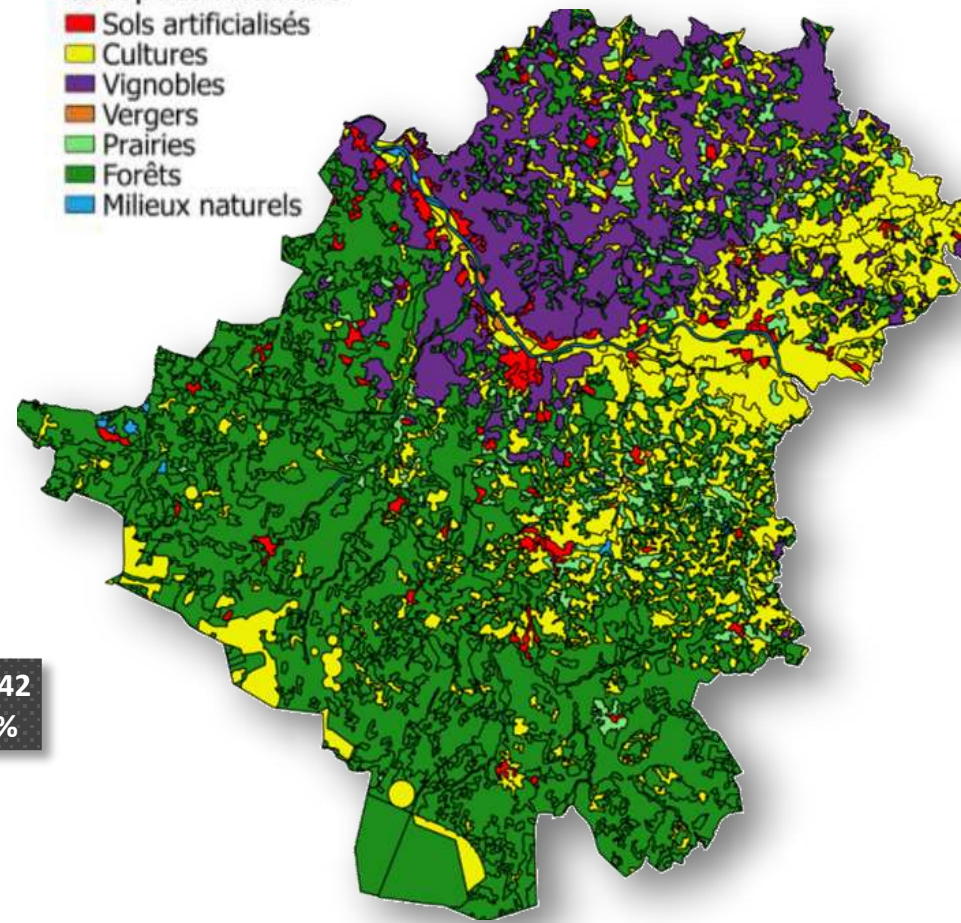 Sols artificialisés
Cultures
Vignobles
Vergers
Prairies
Forêts
Milieux naturels
42
%